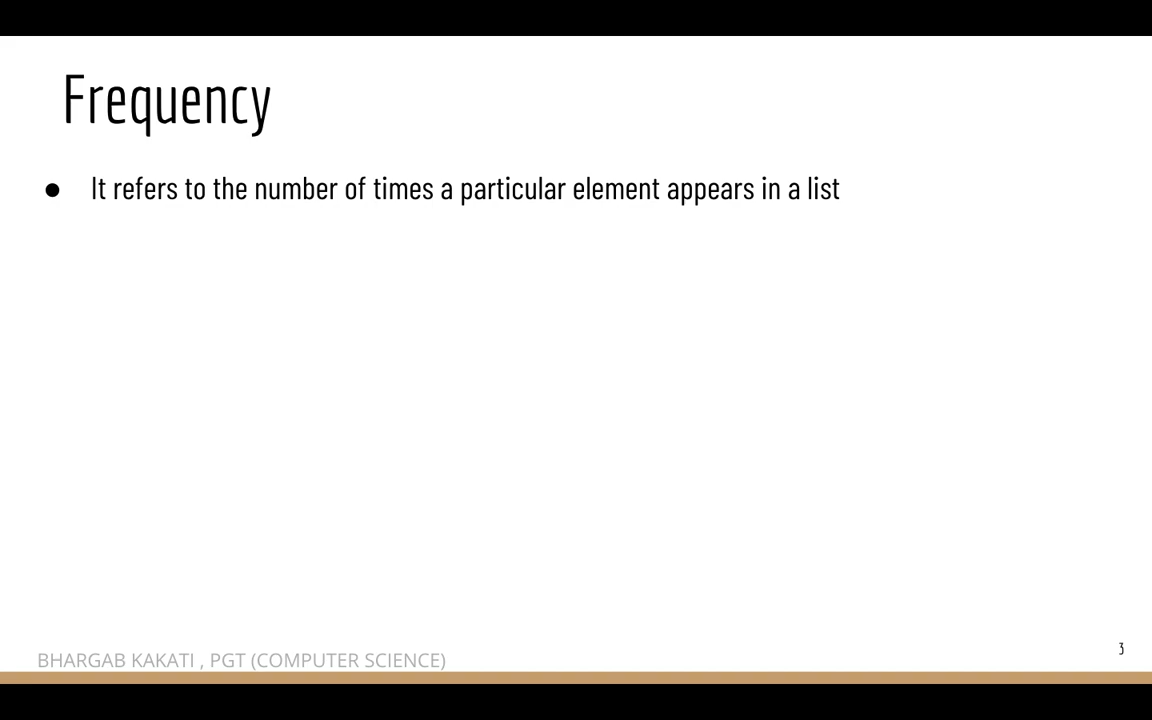 Frequency
● It refers to the number of times a particular element appears in a list
3
BHARGAB KAKATI , PGT (COMPUTER SCIENCE)